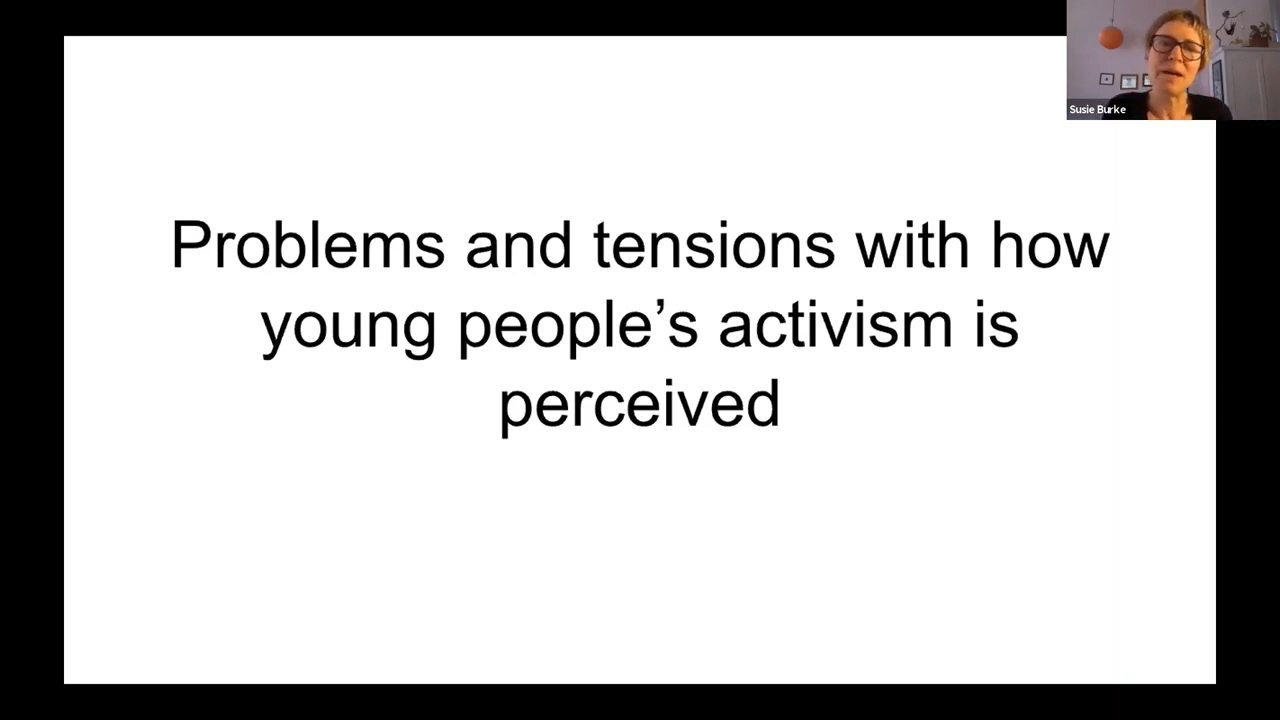 Susie Burke
Problems and tensions with how
young people’s activism is
perceived